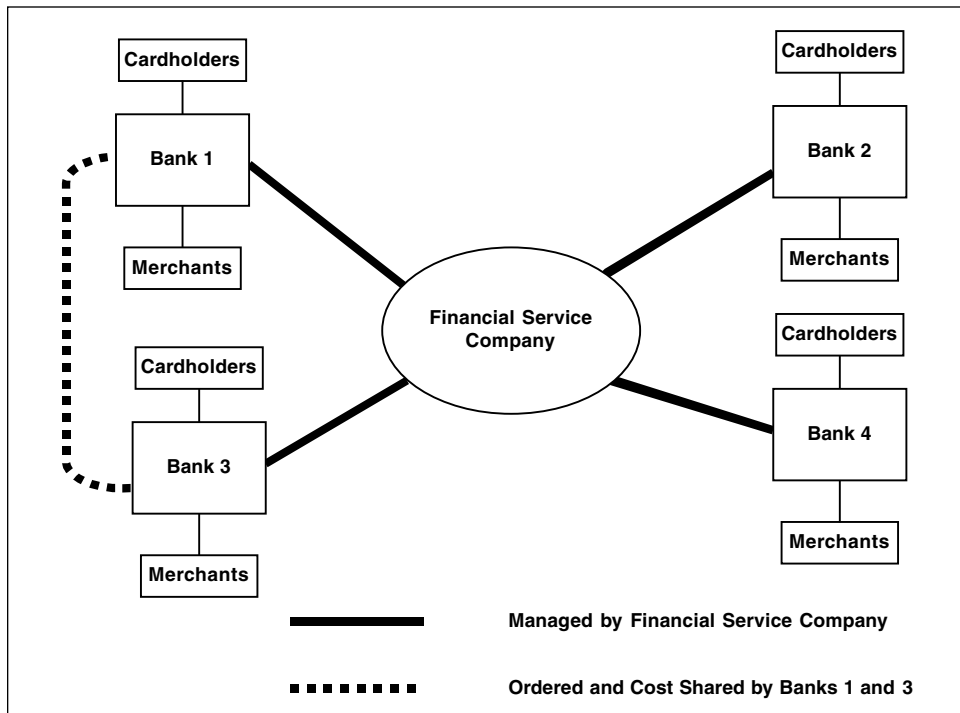 Cardholders
Bank 1
Merchants
Cardholders
Bank 2
Merchants
Financial Service
Company
Cardholders
Bank 3
Merchants
Cardholders
Bank 4
Merchants
Managed by Financial Service Company
Ordered and Cost Shared by Banks 1 and 3